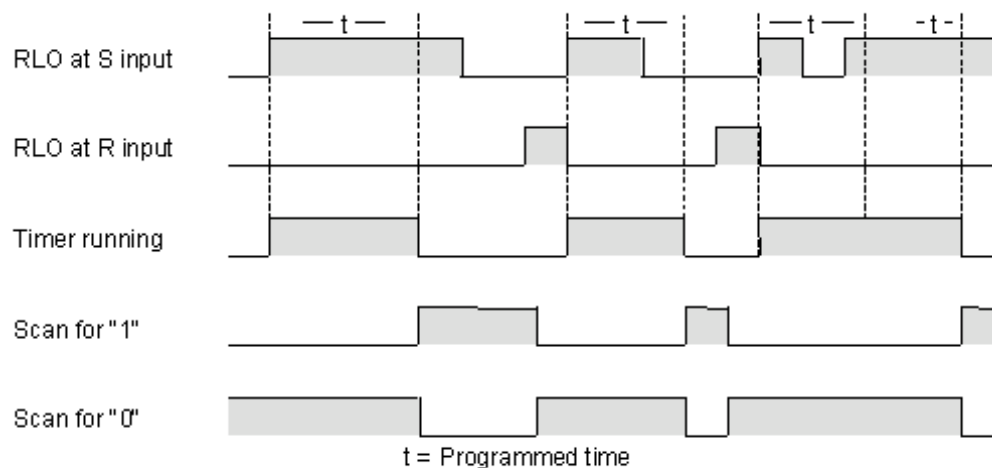 t t t t
RLO at S input
RLO at R input
Timer running
Scan for "1"
Scan for "0"
t = Programmed time